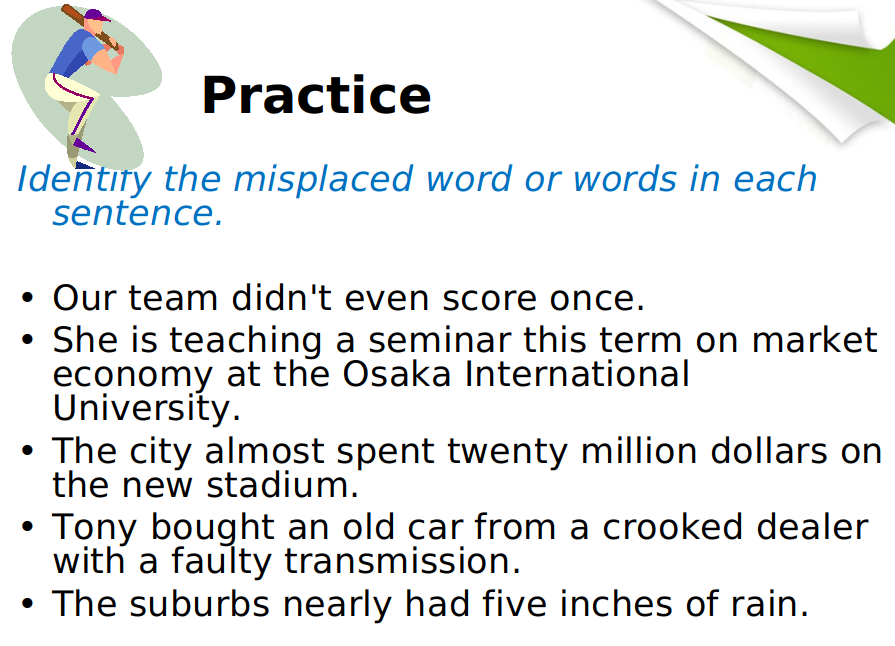 Practice
Identify the misplaced word or words in each
sentence.
• Our team didn't even score once.
• She is teaching a seminar this term on market
economy at the Osaka International
University.
• The city almost spent twenty million dollars on
the new stadium.
• Tony bought an old car from a crooked dealer
with a faulty transmission.
• The suburbs nearly had five inches of rain.